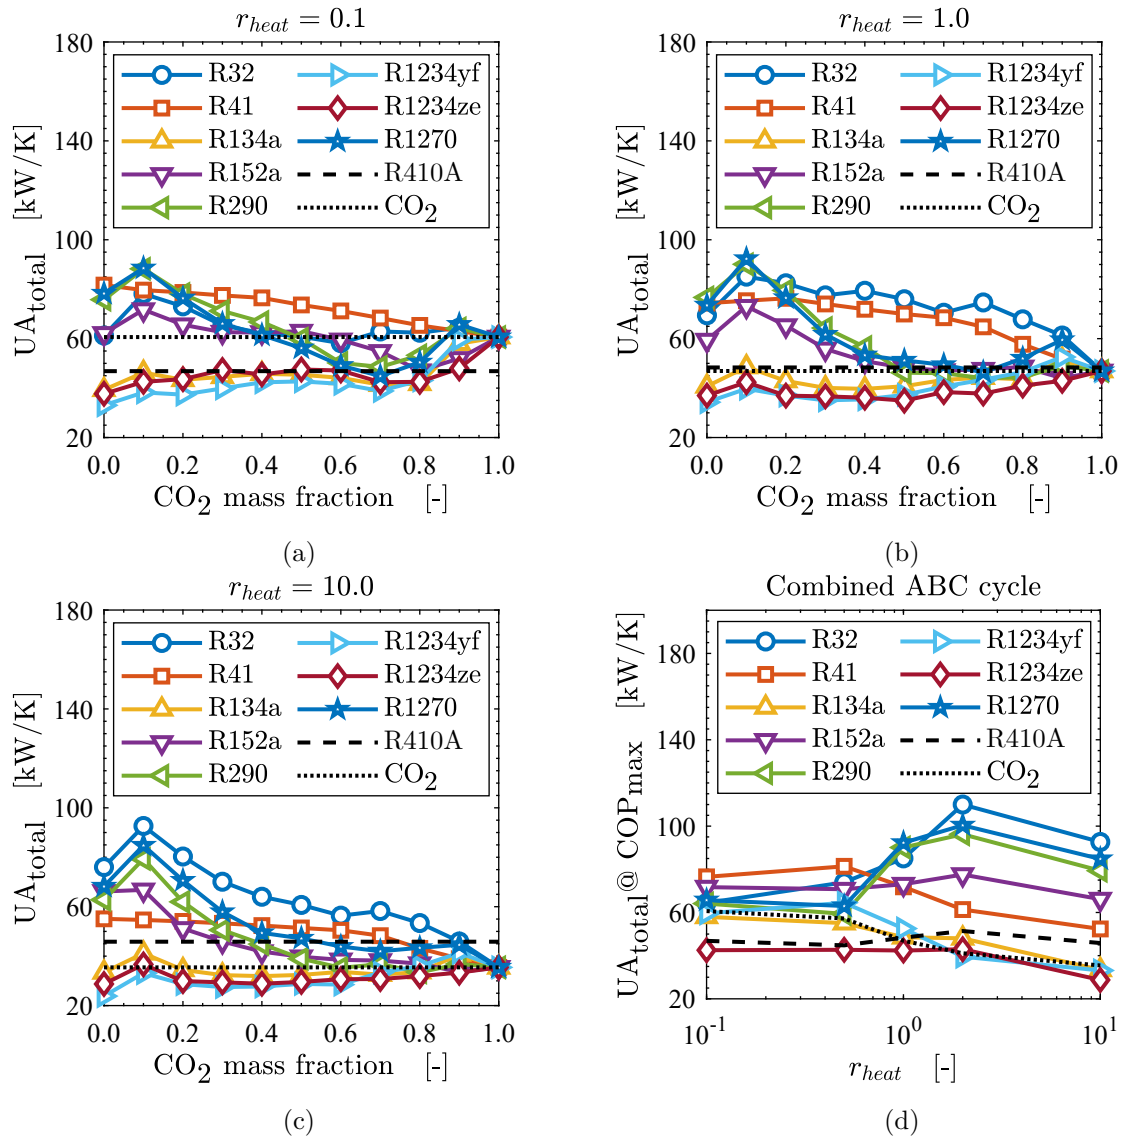 r_heat = 0.1
180
140
100
60
20
UA_total [kW/K]
R32
R1234yf
R41
R1234ze
R134a
R1270
R152a
R410A
R290
CO₂
0.0 0.2 0.4 0.6 0.8 1.0
CO₂ mass fraction [-]
(a)
r_heat = 1.0
180
140
100
60
20
UA_total [kW/K]
R32
R1234yf
R41
R1234ze
R134a
R1270
R152a
R410A
R290
CO₂
0.0 0.2 0.4 0.6 0.8 1.0
CO₂ mass fraction [-]
(b)
r_heat = 10.0
180
140
100
60
20
UA_total [kW/K]
R32
R1234yf
R41
R1234ze
R134a
R1270
R152a
R410A
R290
CO₂
0.0 0.2 0.4 0.6 0.8 1.0
CO₂ mass fraction [-]
(c)
Combined ABC cycle
180
140
100
60
20
UA_total@ COP_max [kW/K]
R32
R1234yf
R41
R1234ze
R134a
R1270
R152a
R410A
R290
CO₂
10⁻¹ 10⁰ 10¹
r_heat [-]
(d)